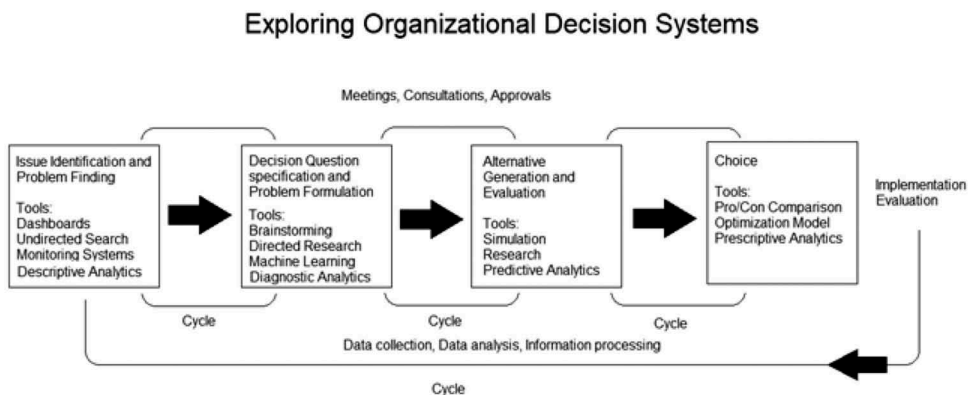 Exploring Organizational Decision Systems
Meetings, Consultations, Approvals
Issue Identification and
Problem Finding
Tools:
Dashboards
Undirected Search
Monitoring Systems
Descriptive Analytics
Decision Question
specification and
Problem Formulation
Tools:
Brainstorming
Directed Research
Machine Learning
Diagnostic Analytics
Alternative
Generation and
Evaluation
Tools:
Simulation
Research
Predictive Analytics
Choice
Tools:
Pro/Con Comparison
Optimization Model
Prescriptive Analytics
Implementation
Evaluation
Cycle
Cycle
Cycle
Data collection, Data analysis, Information processing
Cycle